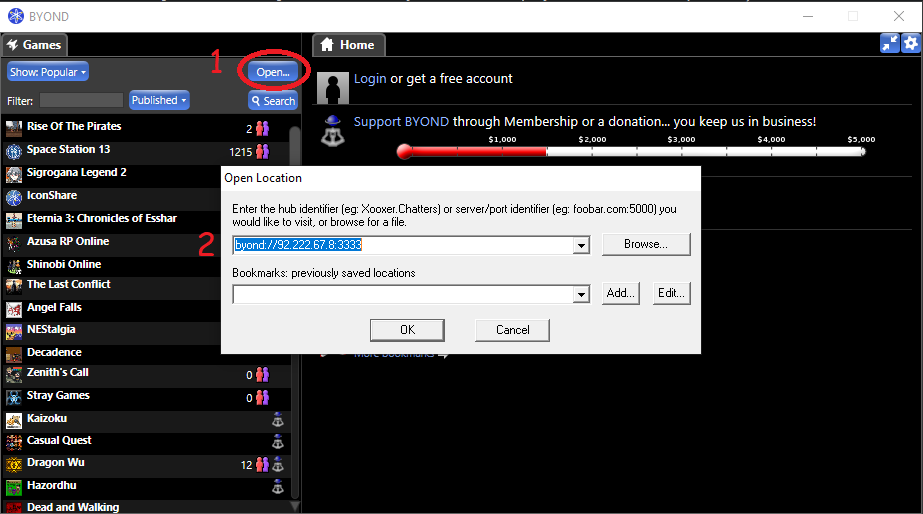 BYOND
Games
Home
1
Show: Popular
Open...
Login or get a free account
Filter:
Published
Search
Support BYOND through Membership or a donation... you keep us in business!
$1,000 $2,000 $3,000 $4,000 $5,000
Rise Of The Pirates 2
Space Station 13 1215
Sigrogana Legend 2
IconShare
Eternia 3: Chronicles of Esshar
Azusa RP Online
Shinobi Online
The Last Conflict
Angel Falls
NEStalgia
Decadence
Zenith's Call 0
Stray Games 0
Kaizoku
Casual Quest
Dragon Wu 12
Hazordhu
Dead and Walking
Open Location
Enter the hub identifier (eg: Xooxer.Chatters) or server/port identifier (eg: foobar.com:5000) you
would like to visit, or browse for a file.
2
byond://92.222.67.8:3333
Browse...
Bookmarks: previously saved locations
Add...
Edit...
OK
Cancel
More bookmarks